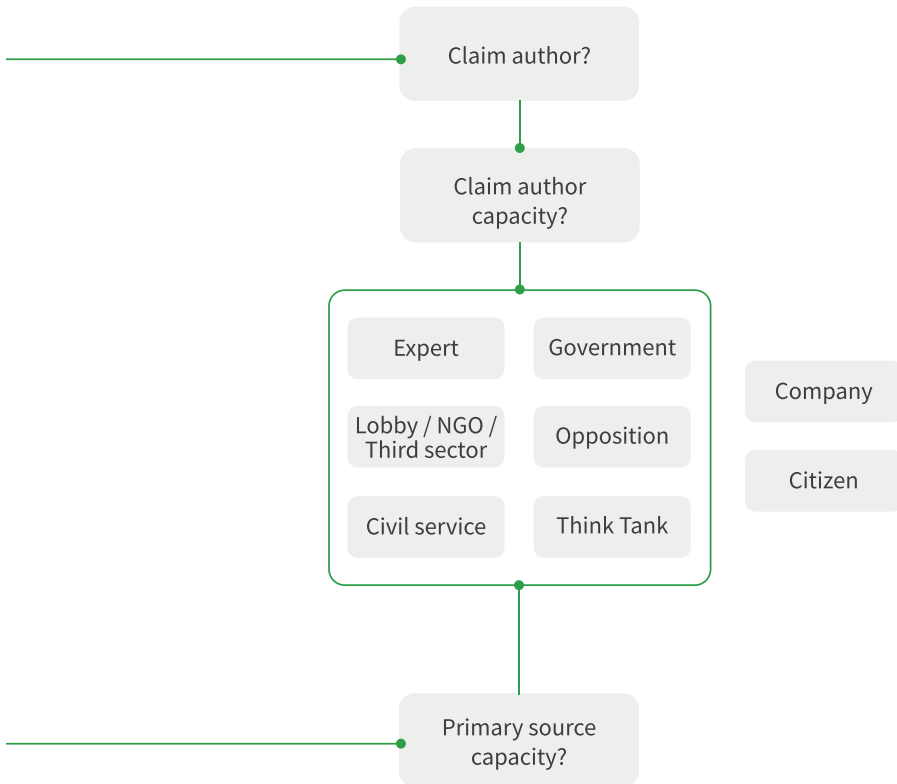 Claim author?
Claim author
capacity?
Expert
Government
Lobby / NGO /
Third sector
Opposition
Civil service
Think Tank
Company
Citizen
Primary source
capacity?